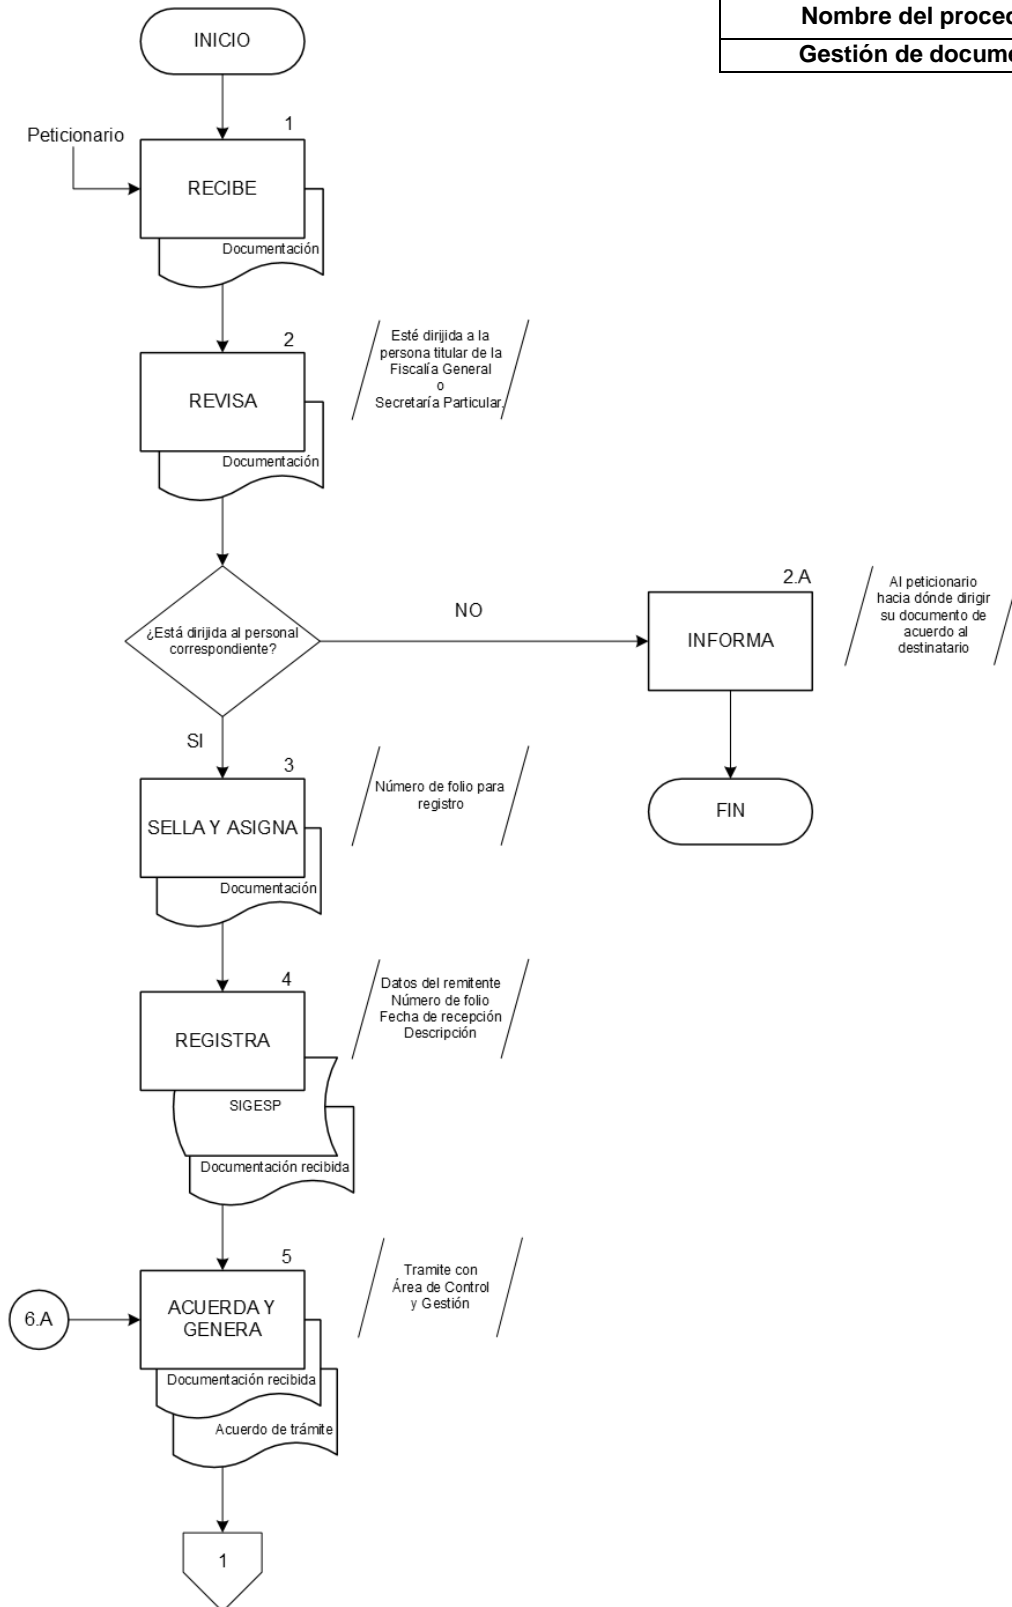 Nombre del proced
Gestión de docume
INICIO
Peticionario
1
RECIBE
Documentación
2
REVISA
Documentación
Esté dirijida a la
persona titular de la
Fiscalía General
o
Secretaría Particular.
¿Está dirijida al personal
correspondiente?
NO
2.A
INFORMA
Al peticionario
hacia dónde dirigir
su documento de
acuerdo al
destinatario
FIN
SI
3
SELLA Y ASIGNA
Documentación
Número de folio para
registro
4
REGISTRA
SIGESP
Documentación recibida
Datos del remitente
Número de folio
Fecha de recepción
Descripción
5
6.A
ACUERDA Y
GENERA
Documentación recibida
Acuerdo de trámite
Tramite con
Área de Control
y Gestión
1